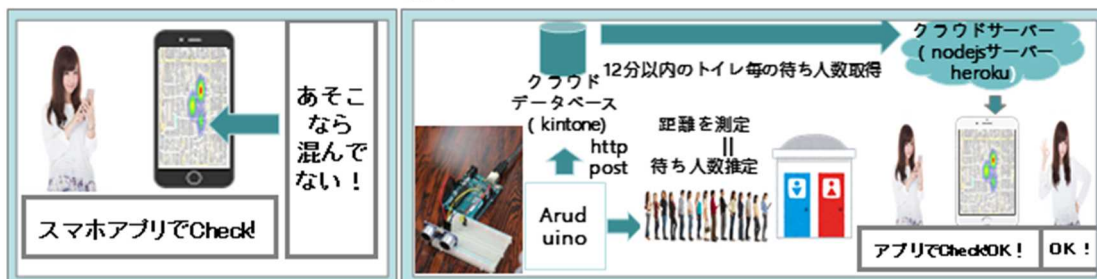 あそこ
なら
混んで
ない！
スマホアプリでCheck!
クラウド
データベース
( kintone)
http
post
Arud
uino
12分以内のトイレ毎の待ち人数取得
距離を測定
||
待ち人数推定
クラウドサーバー
( nodejsサーバー
heroku)
アプリでCheck!OK！
OK！